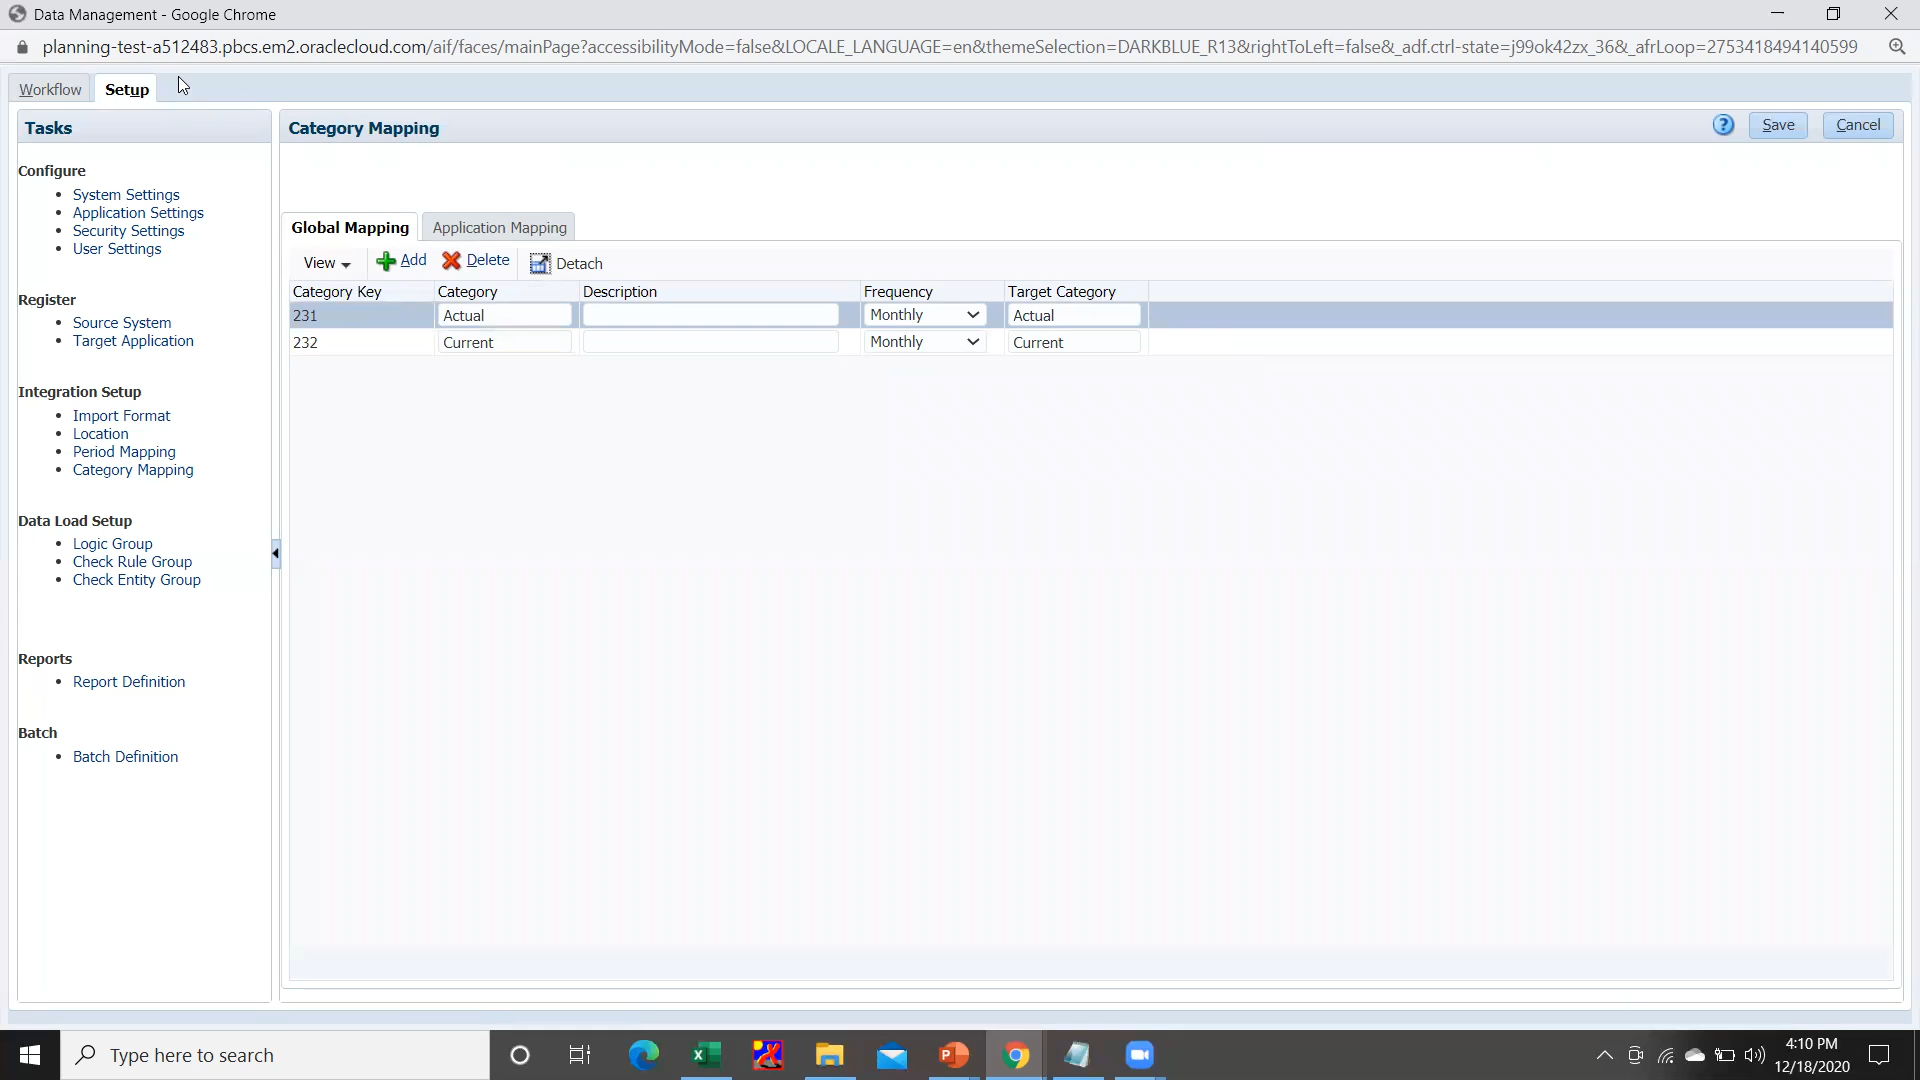 Data Management - Google Chrome
planning-test-a512483.pbcs.em2.oraclecloud.com/aif/faces/mainPage?accessibilityMode=false&LOCALE_LANGUAGE=en&themeSelection=DARKBLUE_R13&rightToLeft=false&_adf.ctrl-state=j99ok42zx_36&_afrLoop=2753418494140599
Workflow Setup
Tasks
Configure
System Settings
Application Settings
Security Settings
User Settings
Register
Source System
Target Application
Integration Setup
Import Format
Location
Period Mapping
Category Mapping
Data Load Setup
Logic Group
Check Rule Group
Check Entity Group
Reports
Report Definition
Batch
Batch Definition
Category Mapping
Save Cancel
Global Mapping Application Mapping
View Add Delete Detach
Category Key Category Description Frequency Target Category
231 Actual Monthly Actual
232 Current Monthly Current
Type here to search
4:10 PM
12/18/2020